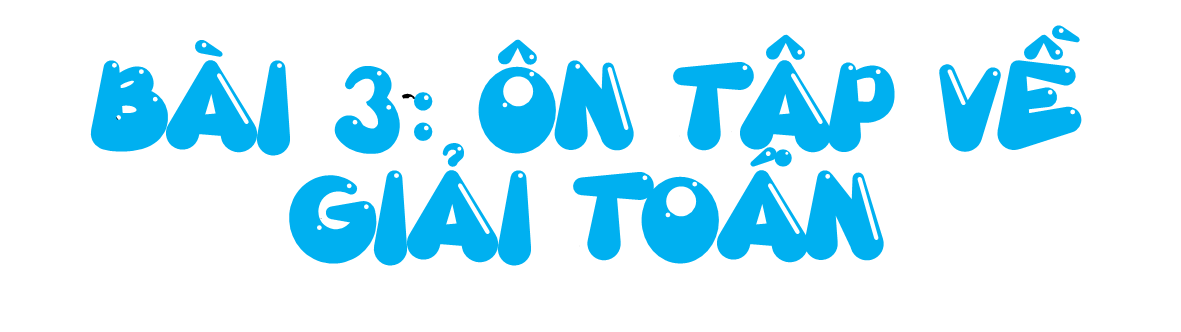 BÀI 3: ÔN TẬP VỀ
GIẢI TOÁN